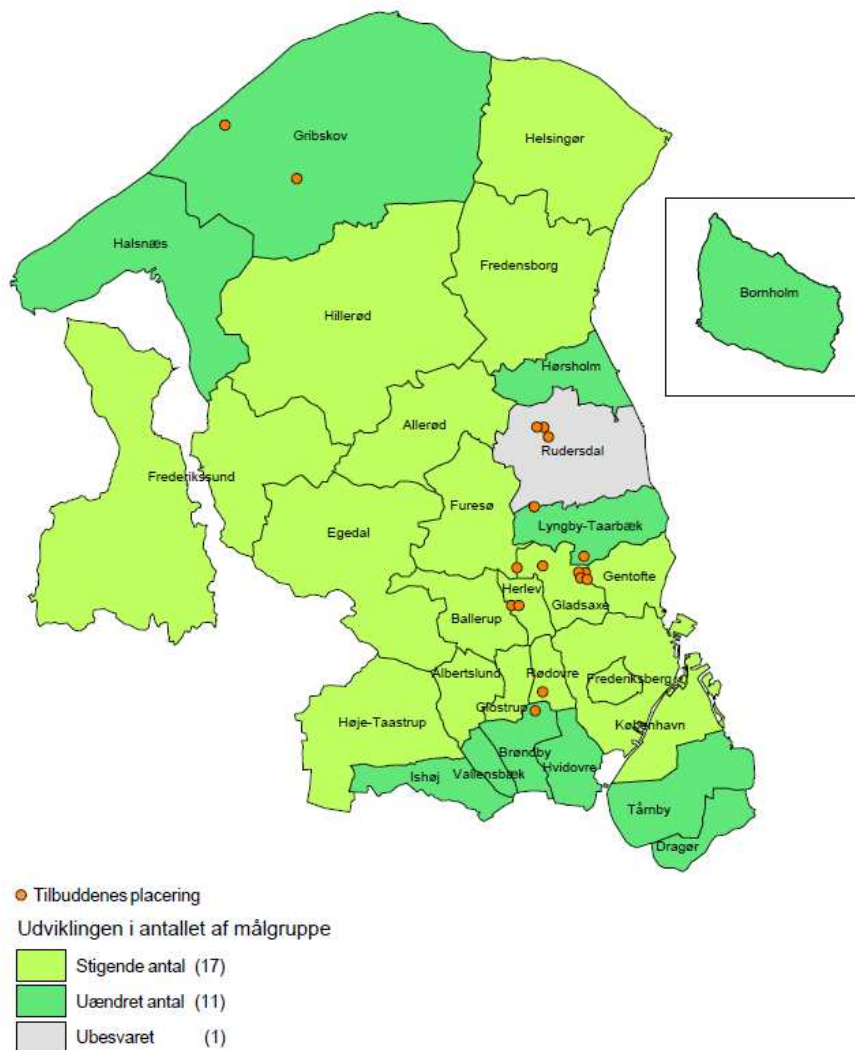 Gribskov
Helsingør
Halsnæs
Fredensborg
Bornholm
Hillerød
Hørsholm
Allerød
Rudersdal
Frederikssund
Furesø
Egedal
Lyngby-Taarbæk
Gentofte
Herlev
Gladsaxe
Ballerup
Albertslund
Rødovre
Frederiksberg
Glostrup
Høje-Taastrup
København
Brøndby
Ishøj
Vallensbæk
Hvidovre
Tårnby
Dragør
Tilbuddenes placering
Udviklingen i antallet af målgruppe
Stigende antal (17)
Uændret antal (11)
Ubesvaret (1)